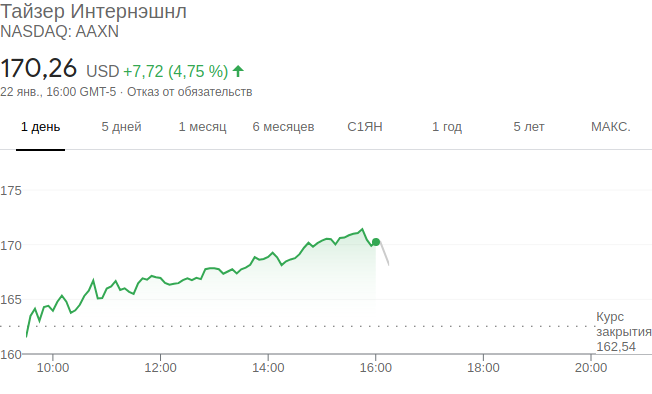 Тайзер Интернэшнл
NASDAQ: AAXN
170,26 USD +7,72 (4,75 %)
22 янв., 16:00 GMT-5 · Отказ от обязательств
1 день 5 дней 1 месяц 6 месяцев С1ЯН 1 год 5 лет МАКС.
175
170
165
Курс
закрытия
162,54
160
10:00 12:00 14:00 16:00 18:00 20:00